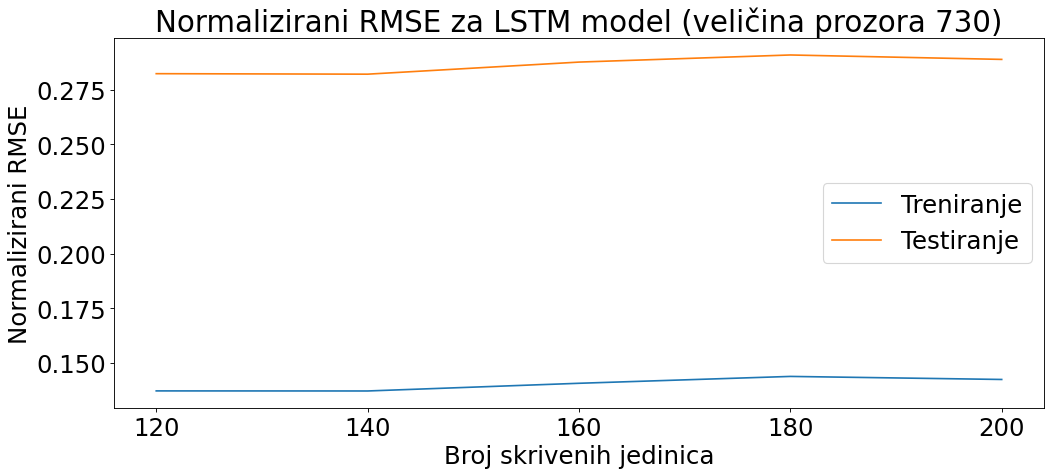 Normalizirani RMSE za LSTM model (veličina prozora 730)
Normalizirani RMSE
0.275
0.250
0.225
0.200
0.175
0.150
Treniranje
Testiranje
120 140 160 180 200
Broj skrivenih jedinica